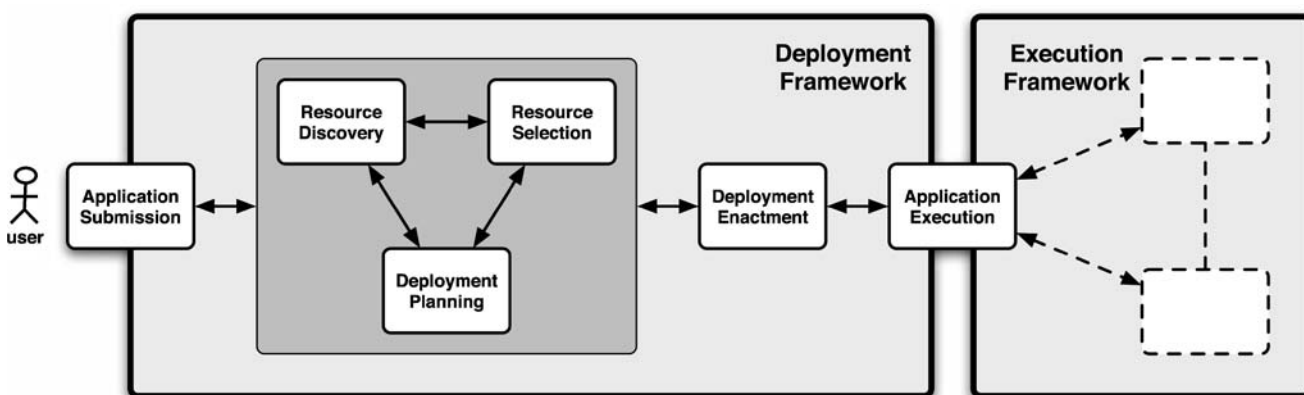 Deployment
Framework
Execution
Framework
Resource
Discovery
Resource
Selection
Application
Submission
user
Deployment
Planning
Deployment
Enactment
Application
Execution